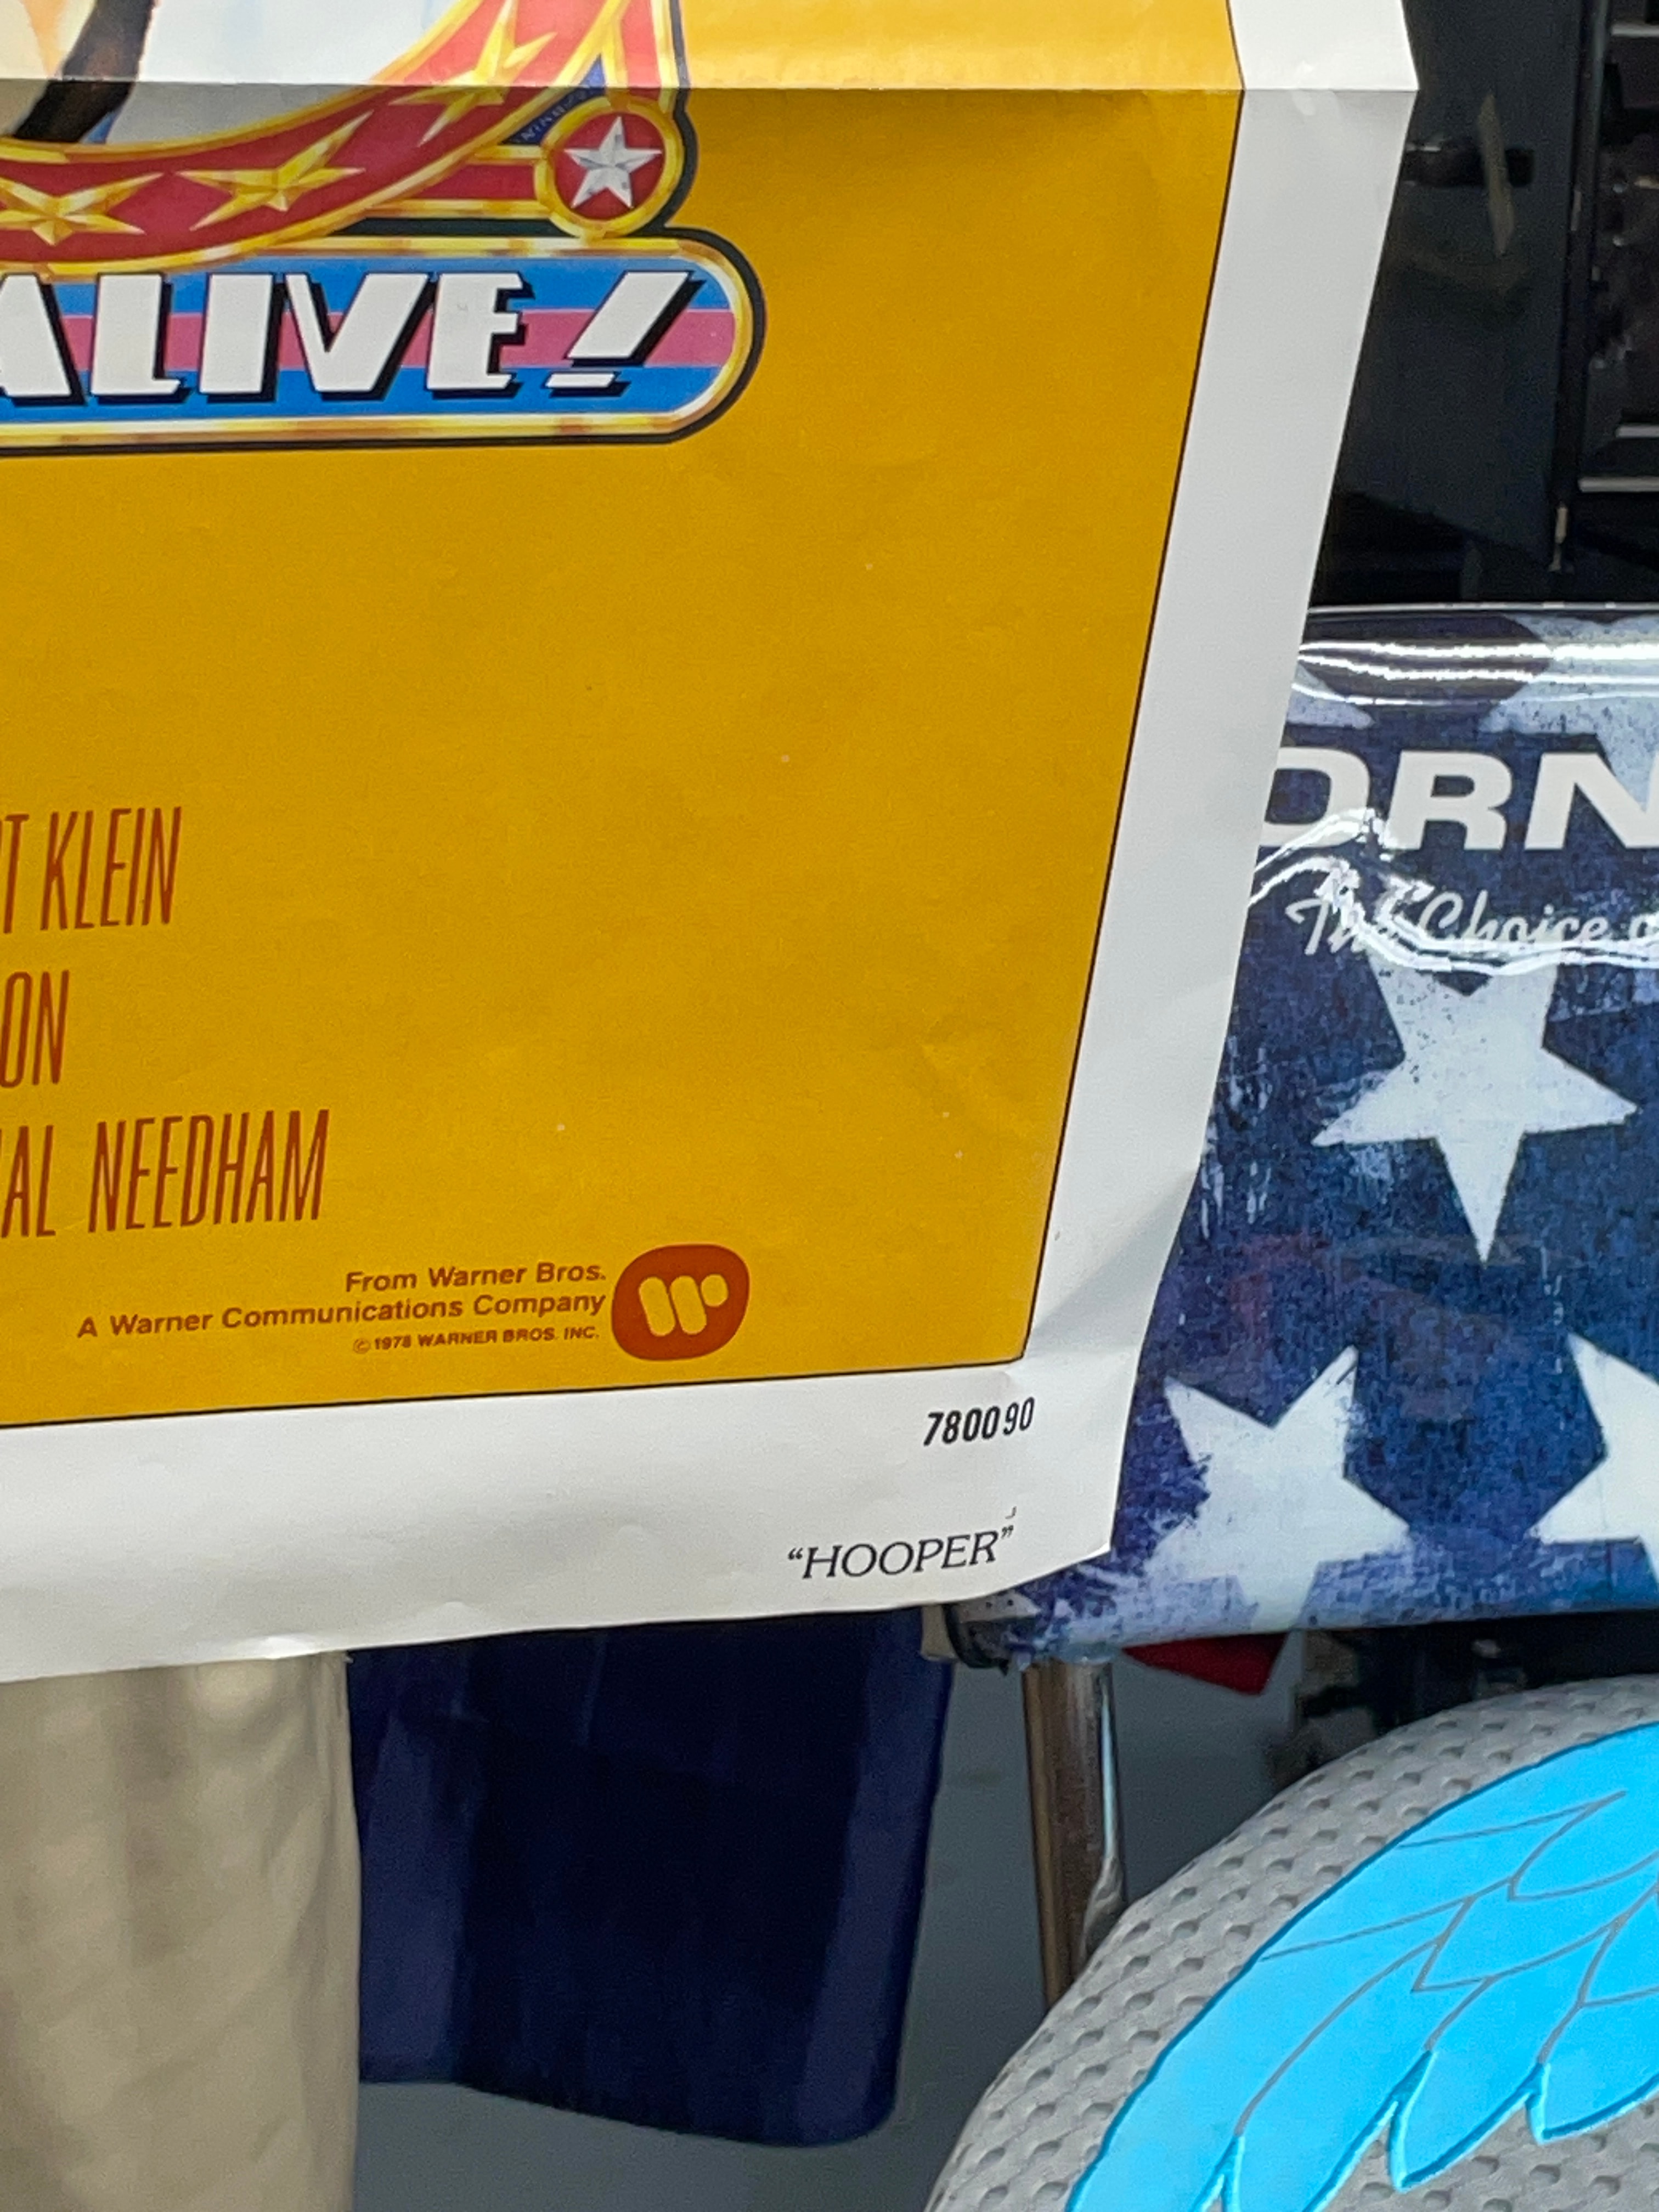 ALIVE!
T KLEIN
ON
HAL NEEDHAM
From Warner Bros.
A Warner Communications Company
© 1978 WARNER BROS. INC.
780090
"HOOPER"
ORN
The Choice o